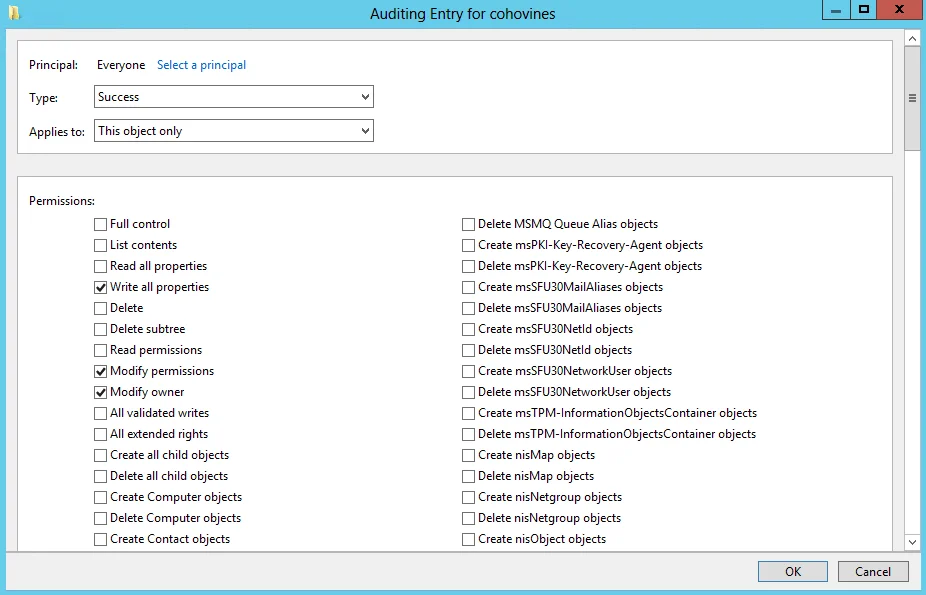 Auditing Entry for cohovines
Principal: Everyone Select a principal
Type: Success
Applies to: This object only
Permissions:
Full control
List contents
Read all properties
Write all properties
Delete
Delete subtree
Read permissions
Modify permissions
Modify owner
All validated writes
All extended rights
Create all child objects
Delete all child objects
Create Computer objects
Delete Computer objects
Create Contact objects
Delete MSMQ Queue Alias objects
Create msPKI-Key-Recovery-Agent objects
Delete msPKI-Key-Recovery-Agent objects
Create msSFU30MailAliases objects
Delete msSFU30MailAliases objects
Create msSFU30NetId objects
Delete msSFU30NetId objects
Create msSFU30NetworkUser objects
Delete msSFU30NetworkUser objects
Create msTPM-InformationObjectsContainer objects
Delete msTPM-InformationObjectsContainer objects
Create nisMap objects
Delete nisMap objects
Create nisNetgroup objects
Delete nisNetgroup objects
Create nisObject objects
OK Cancel